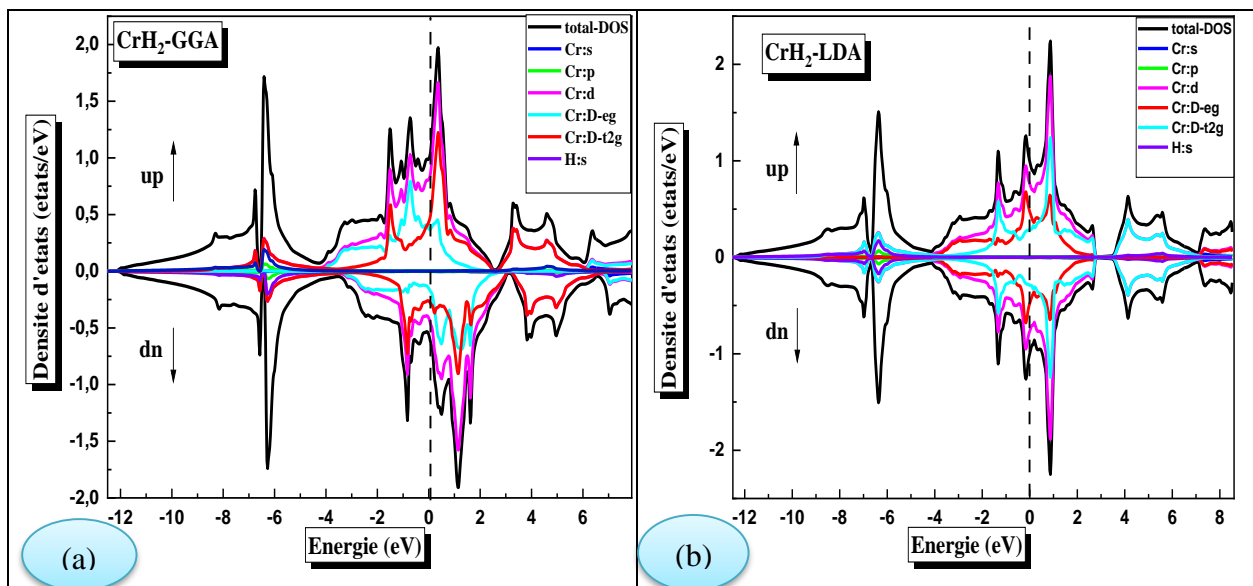 CrH2-GGA
total-DOS
Cr:s
Cr:p
Cr:d
Cr:D-eg
Cr:D-t2g
H:s
up
dn
Densite d'etats (etats/eV)
2,0
1,5
1,0
0,5
0,0
-0,5
-1,0
-1,5
-2,0
-12 -10 -8 -6 -4 -2 0 2 4 6
Energie (eV)
(a)
CrH2-LDA
total-DOS
Cr:s
Cr:p
Cr:d
Cr:D-eg
Cr:D-t2g
H:s
up
dn
Densite d'etats (etats/eV)
2
1
0
-1
-2
-12 -10 -8 -6 -4 -2 0 2 4 6 8
Energie (eV)
(b)